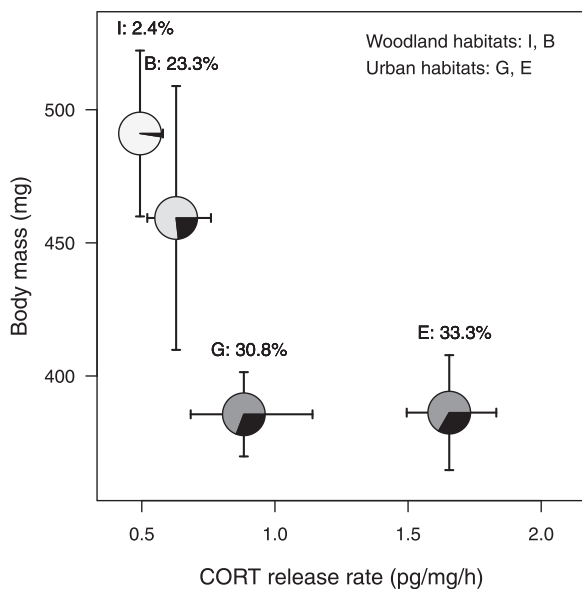 I: 2.4%
Woodland habitats: I, B
B: 23.3%
Urban habitats: G, E
500
450
400
Body mass (mg)
G: 30.8%
E: 33.3%
0.5
1.0
1.5
2.0
CORT release rate (pg/mg/h)